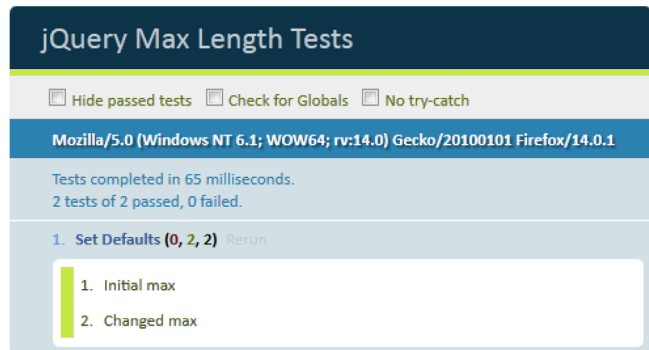 jQuery Max Length Tests
Hide passed tests Check for Globals No try-catch
Mozilla/5.0 (Windows NT 6.1; WOW64; rv:14.0) Gecko/20100101 Firefox/14.0.1
Tests completed in 65 milliseconds.
2 tests of 2 passed, 0 failed.
1. Set Defaults (0, 2, 2) Rerun
1. Initial max
2. Changed max